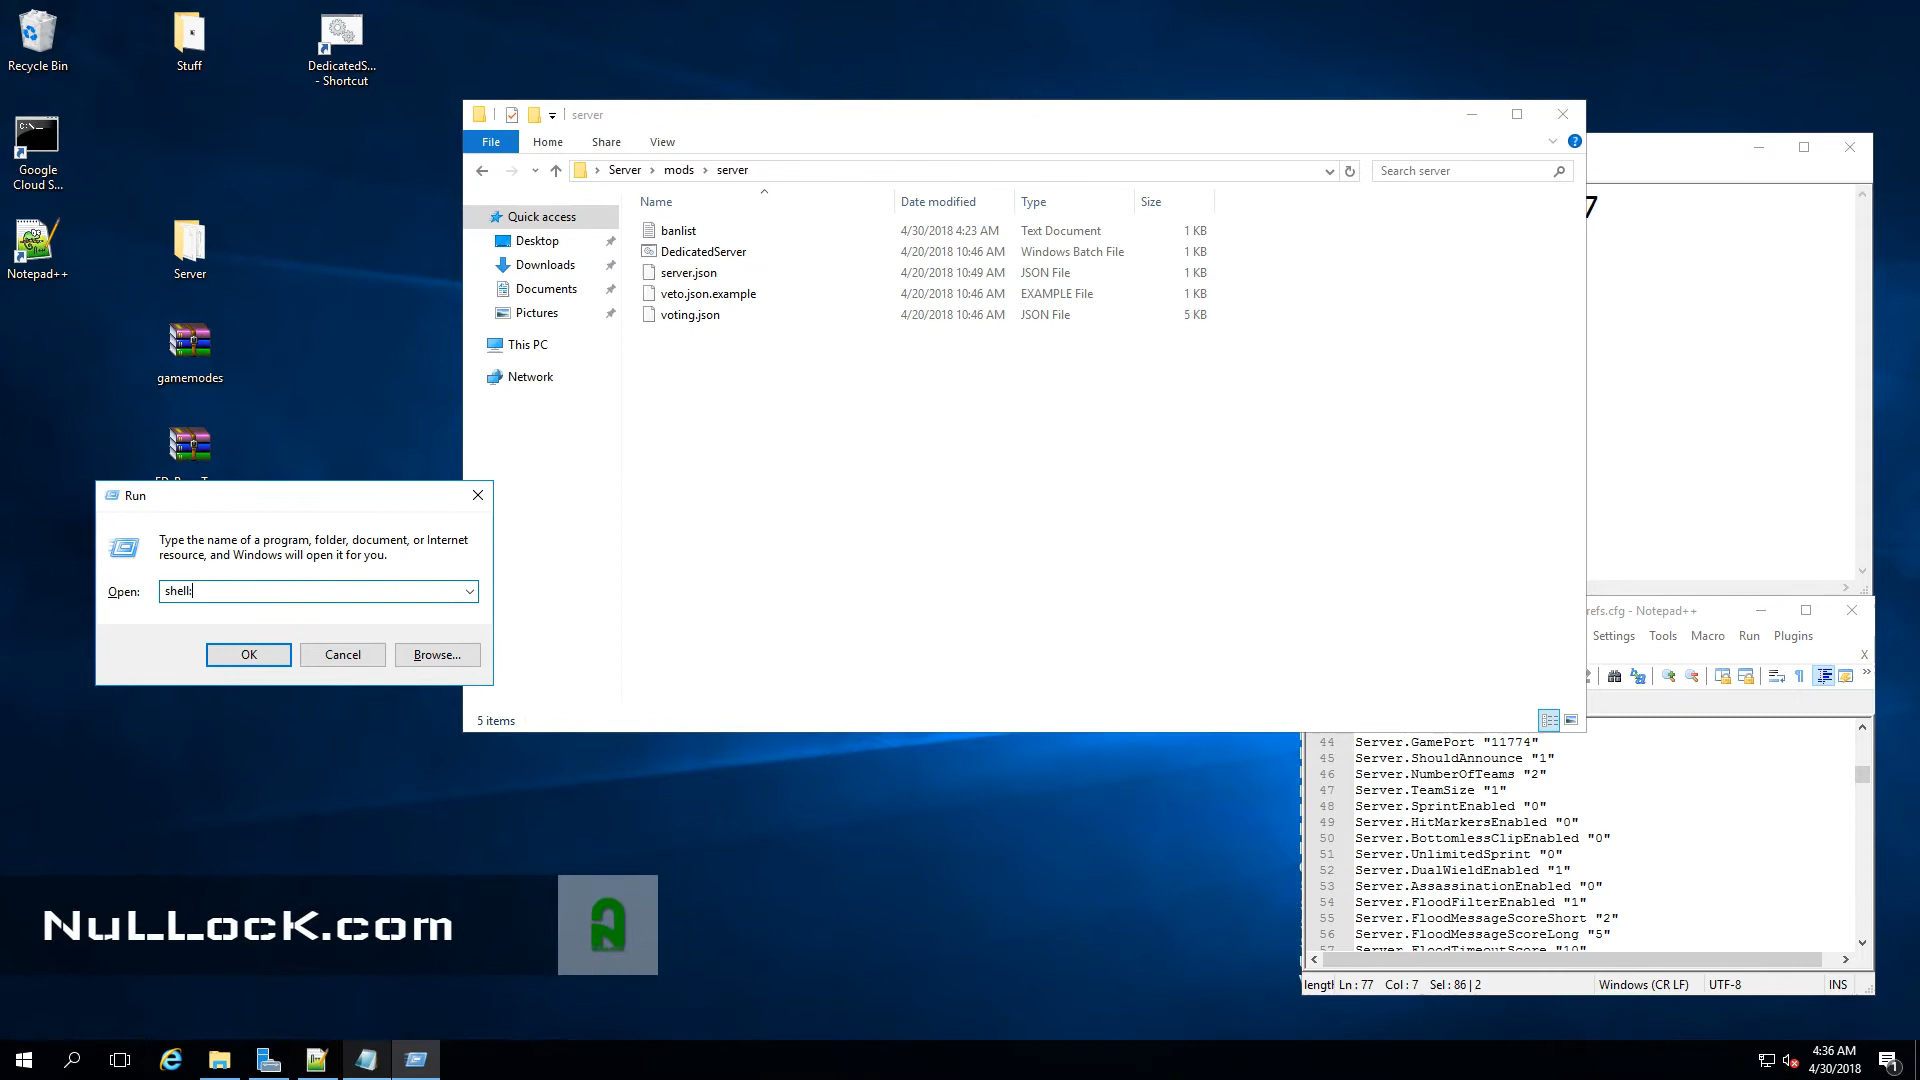 Recycle Bin
Stuff
DedicatedS...
- Shortcut
Google
Cloud S...
Notepad++
Server
gamemodes
server
File
Home
Share
View
Server
mods
server
Search server
Quick access
Desktop
Downloads
Documents
Pictures
This PC
Network
Name
Date modified
Type
Size
banlist
4/30/2018 4:23 AM
Text Document
1 KB
DedicatedServer
4/20/2018 10:46 AM
Windows Batch File
1 KB
server.json
4/20/2018 10:49 AM
JSON File
1 KB
veto.json.example
4/20/2018 10:46 AM
EXAMPLE File
1 KB
voting.json
4/20/2018 10:46 AM
JSON File
5 KB
5 items
Run
Type the name of a program, folder, document, or Internet
resource, and Windows will open it for you.
Open:
shell:
OK
Cancel
Browse...
7
refs.cfg - Notepad++
Settings
Tools
Macro
Run
Plugins
X
44 Server.GamePort "11774"
45 Server.ShouldAnnounce "1"
46 Server.NumberOfTeams "2"
47 Server.TeamSize "1"
48 Server.SprintEnabled "0"
49 Server.HitMarkersEnabled "0"
50 Server.BottomlessClipEnabled "0"
51 Server.UnlimitedSprint "0"
52 Server.DualWieldEnabled "1"
53 Server.AssassinationEnabled "0"
54 Server.FloodFilterEnabled "1"
55 Server.FloodMessageScoreShort "2"
56 Server.FloodMessageScoreLong "5"
57 Server.FloodTimeoutScore "10"
length
Ln : 77
Col : 7
Sel : 86 | 2
Windows (CR LF)
UTF-8
INS
NuLLocK.com
4:36 AM
4/30/2018
1